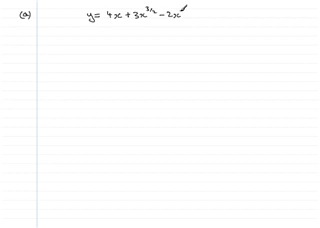 (a) y = 4x + 3x^3/2 - 2x